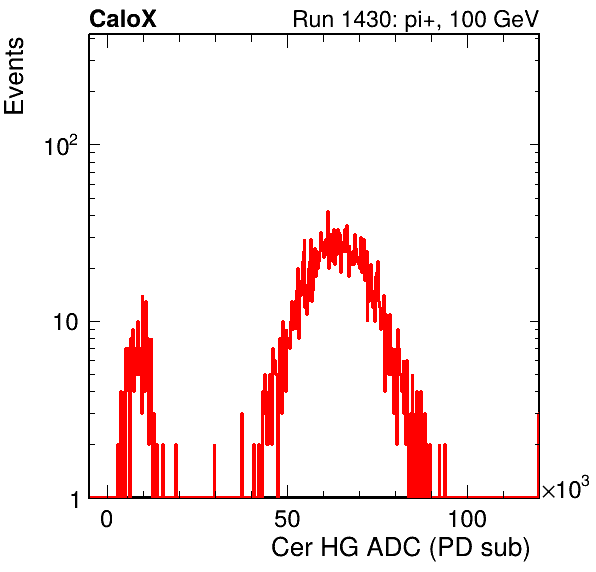 CaloX Run 1430: pi+, 100 GeV
Events
10²
10
1
0 50 100 ×10³
Cer HG ADC (PD sub)